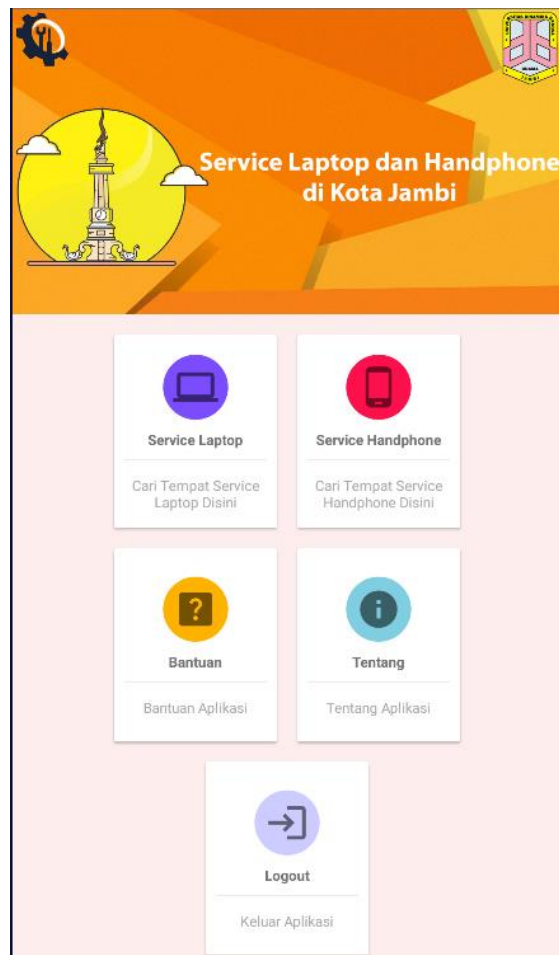 Service Laptop dan Handphone
di Kota Jambi
Service Laptop
Cari Tempat Service
Laptop Disini
Service Handphone
Cari Tempat Service
Handphone Disini
Bantuan
Bantuan Aplikasi
Tentang
Tentang Aplikasi
Logout
Keluar Aplikasi